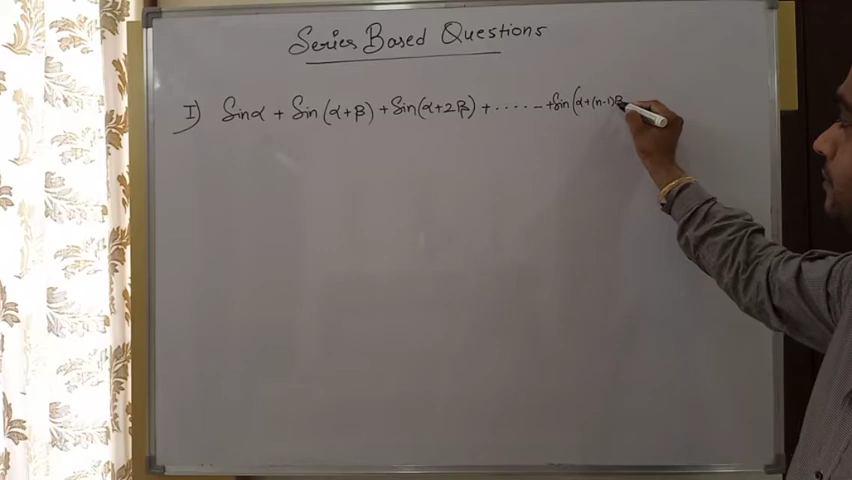 Series Based Questions
I) Sinα + Sin(α+β) + Sin(α+2β) + ..... - +Sin(α+(n-1)β